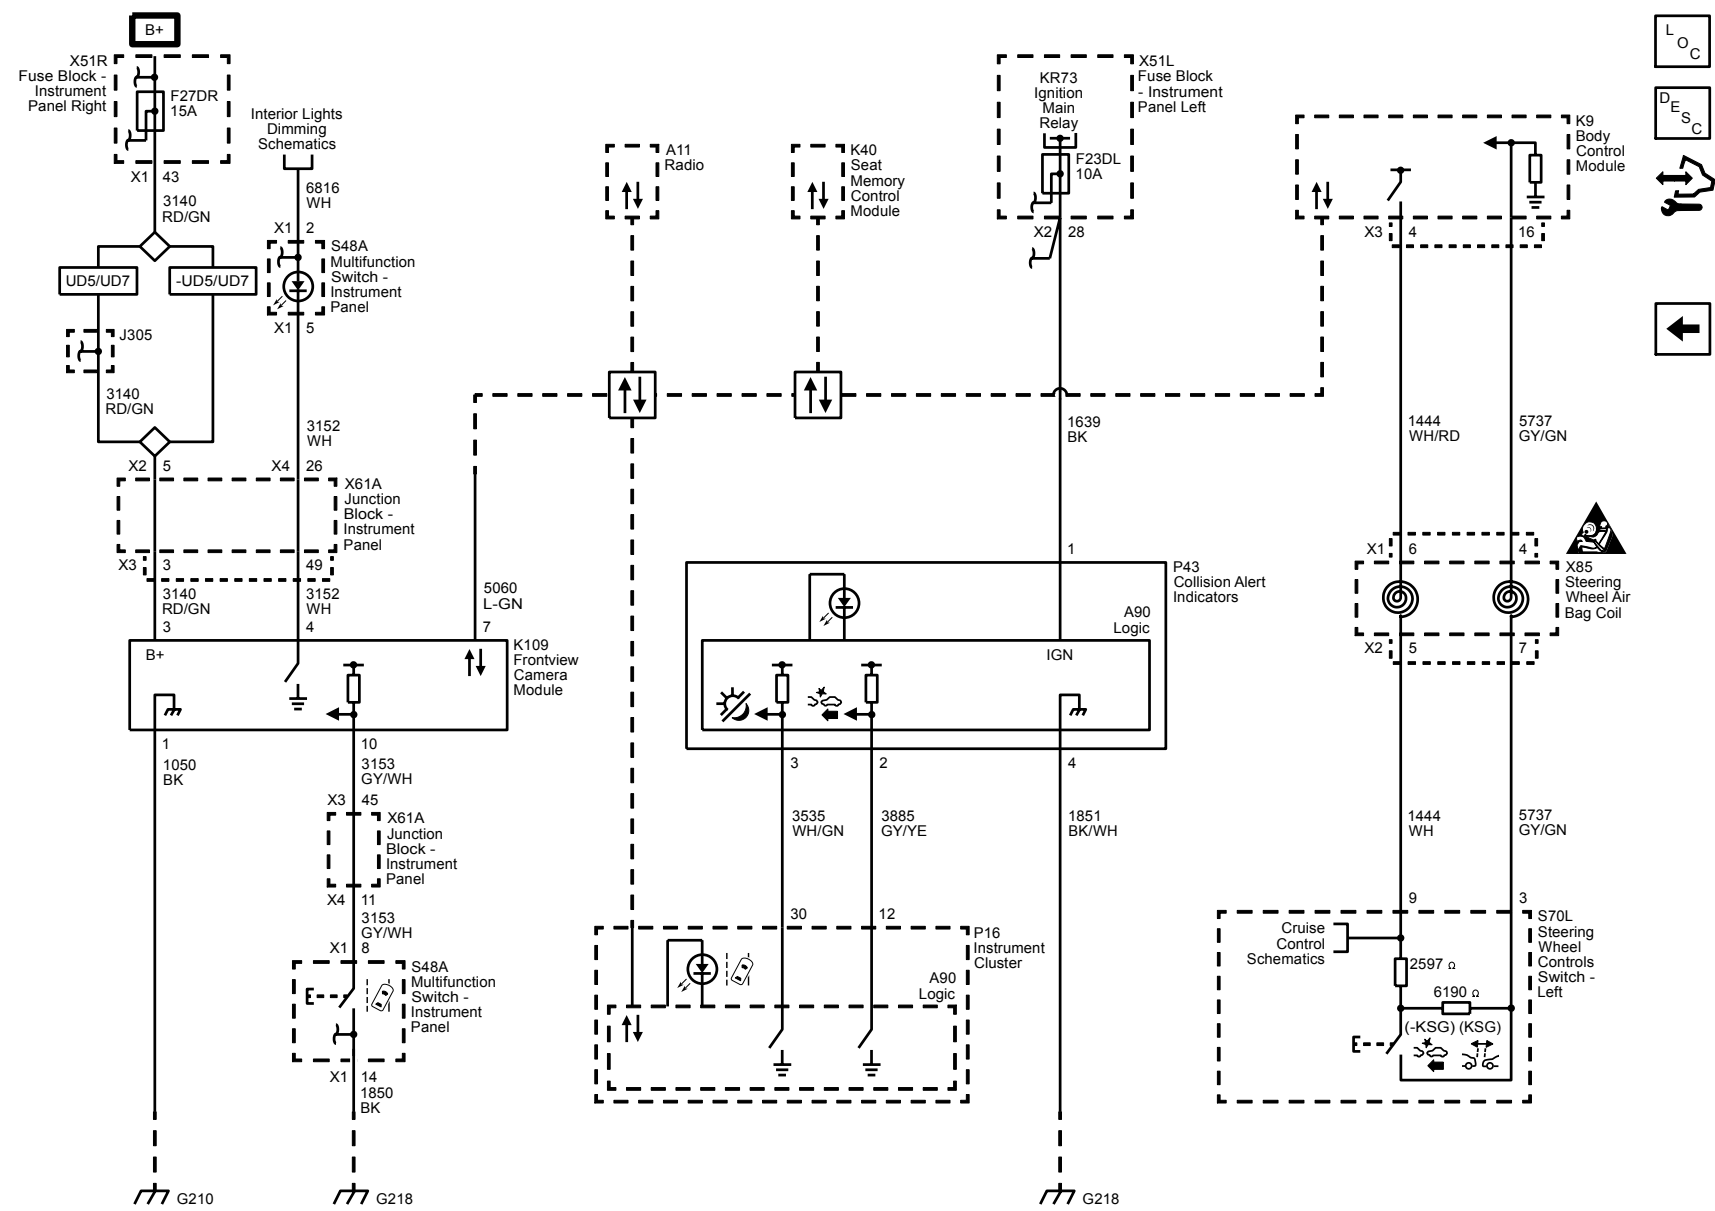 B+
X51R
Fuse Block -
Instrument
Panel Right
F27DR
15A
X1 43
3140
RD/GN
UD5/UD7
-UD5/UD7
J305
3140
RD/GN
X2 5
Interior Lights
Dimming
Schematics
6816
WH
X1 2
S48A
Multifunction
Switch -
Instrument
Panel
X1 5
3152
WH
X4 26
X61A
Junction
Block -
Instrument
Panel
X3 3
49
3140
RD/GN
3
3152
WH
4
5060
L-GN
7
K109
Frontview
Camera
Module
B+
1
1050
BK
10
3153
GY/WH
X3 45
X61A
Junction
Block -
Instrument
Panel
X4 11
3153
GY/WH
X1 8
S48A
Multifunction
Switch -
Instrument
Panel
X1 14
1850
BK
G210
G218
A11
Radio
K40
Seat
Memory
Control
Module
X51L
Fuse Block
- Instrument
Panel Left
KR73
Ignition
Main
Relay
F23DL
10A
X2 28
1639
BK
1
P43
Collision Alert
Indicators
A90
Logic
IGN
3
2
4
3535
WH/GN
3885
GY/YE
1851
BK/WH
30
12
P16
Instrument
Cluster
A90
Logic
G218
K9
Body
Control
Module
X3 4
16
1444
WH/RD
5737
GY/GN
X1 6
4
X85
Steering
Wheel Air
Bag Coil
X2 5
7
1444
WH
5737
GY/GN
9
3
S70L
Steering
Wheel
Controls
Switch -
Left
Cruise
Control
Schematics
2597 Ω
6190 Ω
(-KSG) (KSG)
L
O
C
D
E
S
C